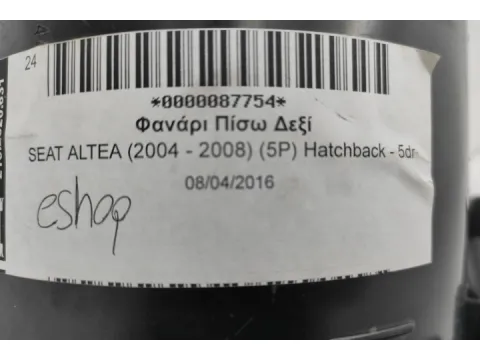 24
*0000087754*
Φανάρι Πίσω Δεξί
SEAT ALTEA (2004 - 2008) (5P) Hatchback - 5dr
08/04/2016
eshop